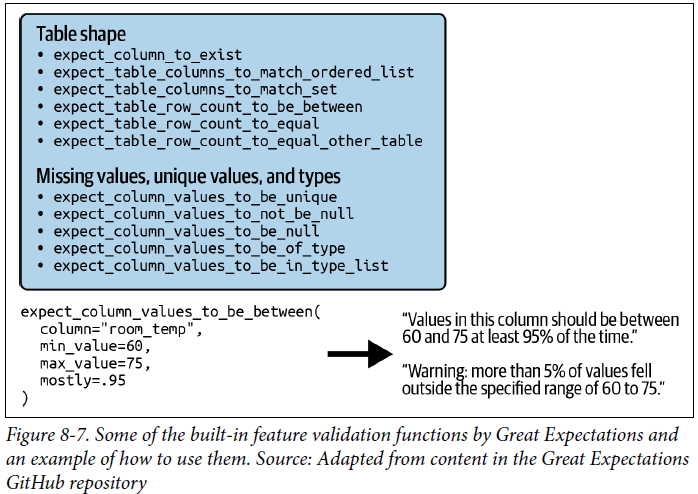 Table shape
• expect_column_to_exist
• expect_table_columns_to_match_ordered_list
• expect_table_columns_to_match_set
• expect_table_row_count_to_be_between
• expect_table_row_count_to_equal
• expect_table_row_count_to_equal_other_table
Missing values, unique values, and types
• expect_column_values_to_be_unique
• expect_column_values_to_not_be_null
• expect_column_values_to_be_null
• expect_column_values_to_be_of_type
• expect_column_values_to_be_in_type_list
expect_column_values_to_be_between(
column="room_temp",
min_value=60,
max_value=75,
mostly=.95
)
“Values in this column should be between
60 and 75 at least 95% of the time.”
“Warning: more than 5% of values fell
outside the specified range of 60 to 75.”
Figure 8-7. Some of the built-in feature validation functions by Great Expectations and
an example of how to use them. Source: Adapted from content in the Great Expectations
GitHub repository